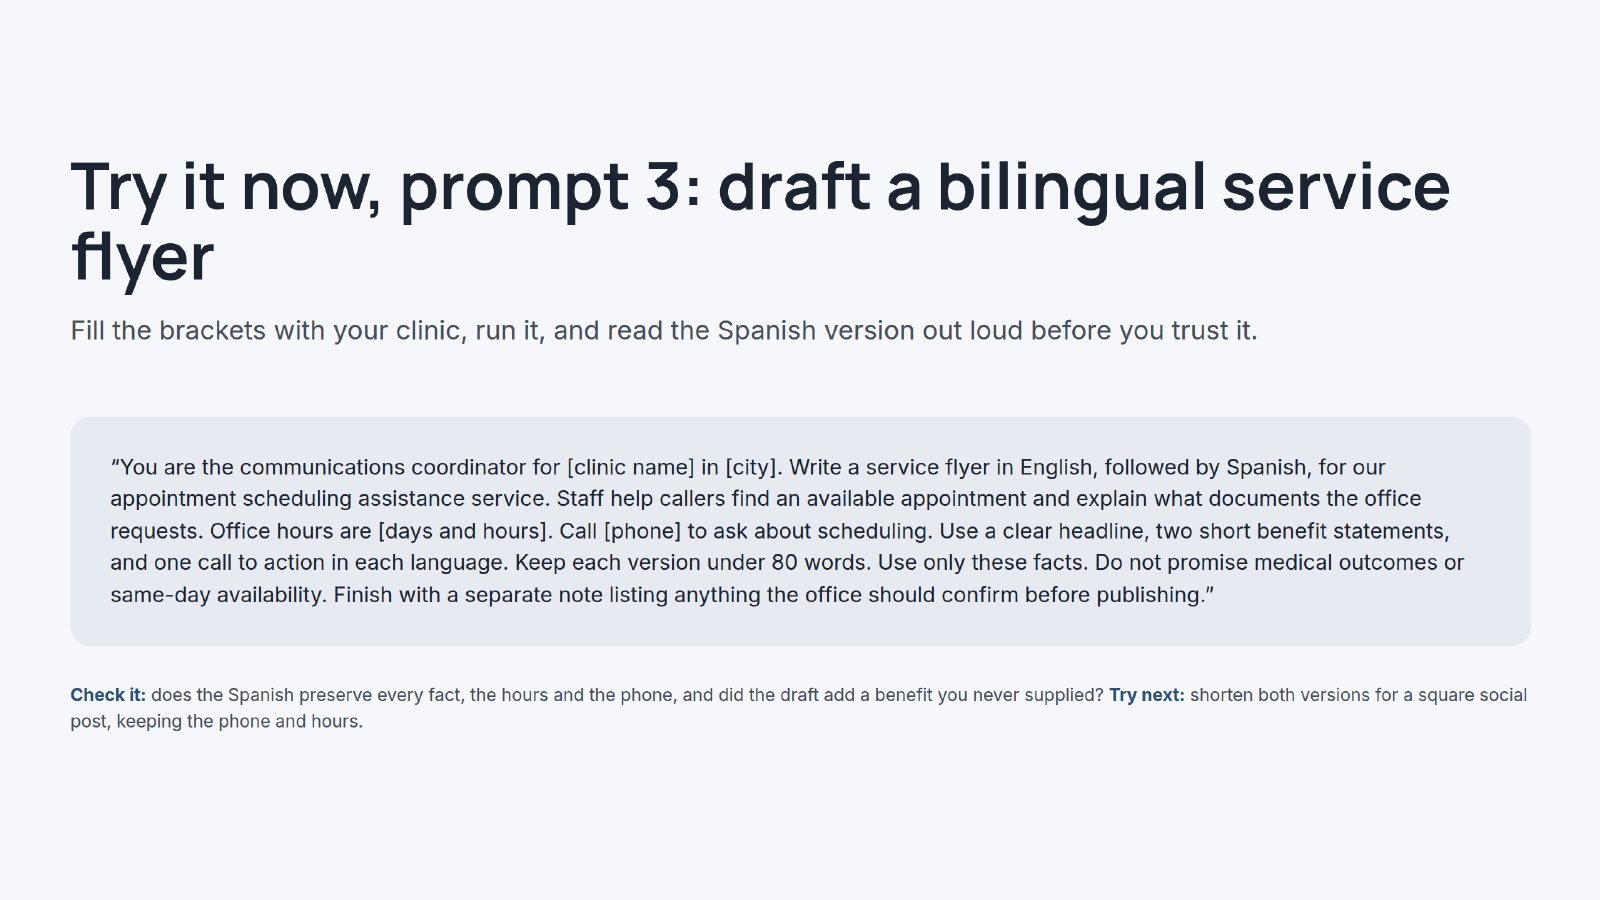 Try it now, prompt 3: draft a bilingual service
flyer
Fill the brackets with your clinic, run it, and read the Spanish version out loud before you trust it.
“You are the communications coordinator for [clinic name] in [city]. Write a service flyer in English, followed by Spanish, for our
appointment scheduling assistance service. Staff help callers find an available appointment and explain what documents the office
requests. Office hours are [days and hours]. Call [phone] to ask about scheduling. Use a clear headline, two short benefit statements,
and one call to action in each language. Keep each version under 80 words. Use only these facts. Do not promise medical outcomes or
same-day availability. Finish with a separate note listing anything the office should confirm before publishing.”
Check it: does the Spanish preserve every fact, the hours and the phone, and did the draft add a benefit you never supplied? Try next: shorten both versions for a square social
post, keeping the phone and hours.